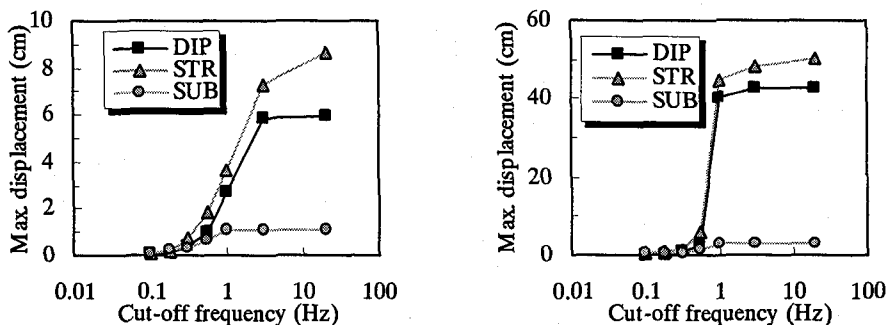 Max. displacement (cm)
10
8
6
4
2
0
DIP
STR
SUB
0.01
0.1
1
10
100
Cut-off frequency (Hz)
Max. displacement (cm)
60
40
20
0
DIP
STR
SUB
0.01
0.1
1
10
100
Cut-off frequency (Hz)